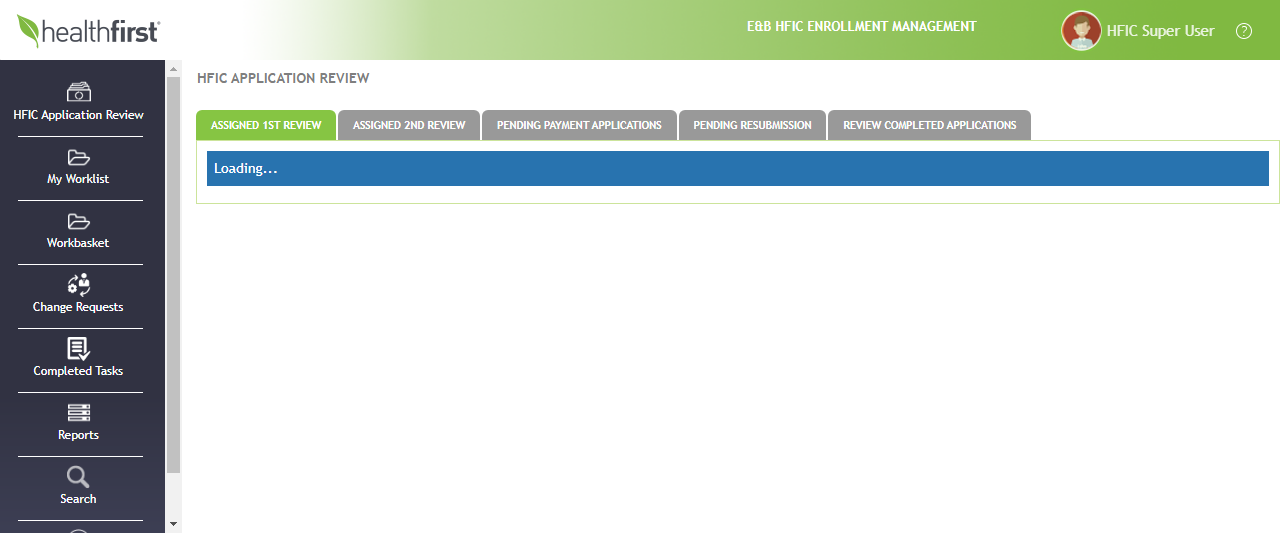 healthfirst
E&B HFIC ENROLLMENT MANAGEMENT
HFIC Super User
?
HFIC Application Review
My Worklist
Workbasket
Change Requests
Completed Tasks
Reports
Search
HFIC APPLICATION REVIEW
ASSIGNED 1ST REVIEW
ASSIGNED 2ND REVIEW
PENDING PAYMENT APPLICATIONS
PENDING RESUBMISSION
REVIEW COMPLETED APPLICATIONS
Loading...